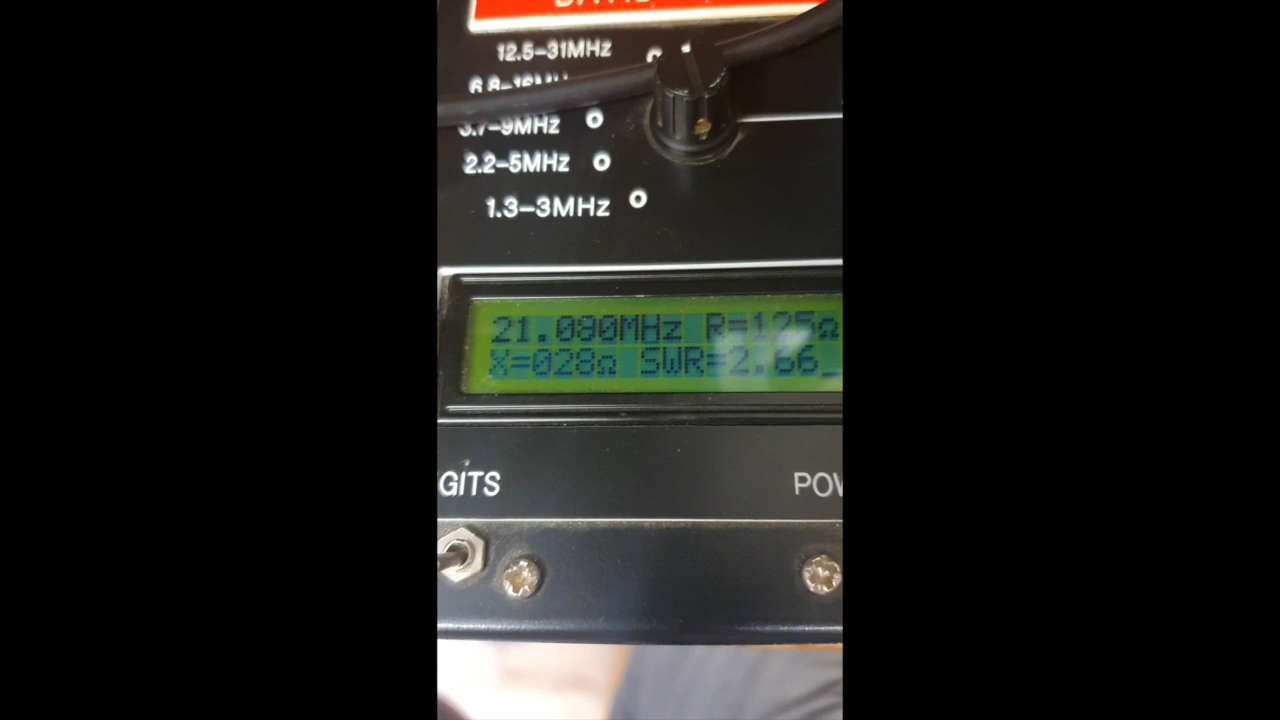 12.5-31MHz
3.7-9MHz
2.2-5MHz
1.3-3MHz
21.080MHz R=125Ω
X=028Ω SWR=2.66_
GITS
POW